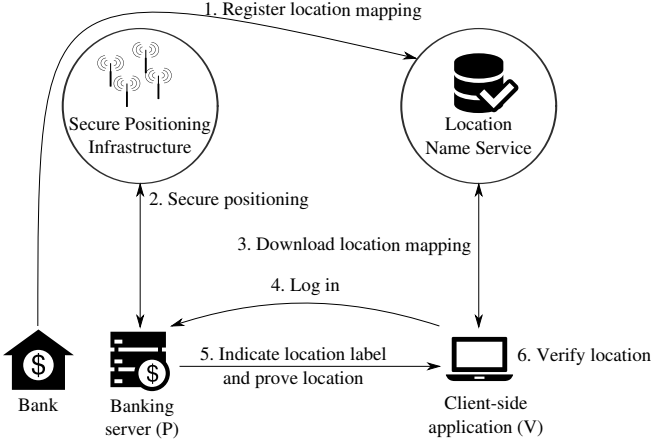 1. Register location mapping
Secure Positioning
Infrastructure
Location
Name Service
2. Secure positioning
3. Download location mapping
4. Log in
5. Indicate location label
and prove location
6. Verify location
$
$
Bank
Banking
server (P)
Client-side
application (V)